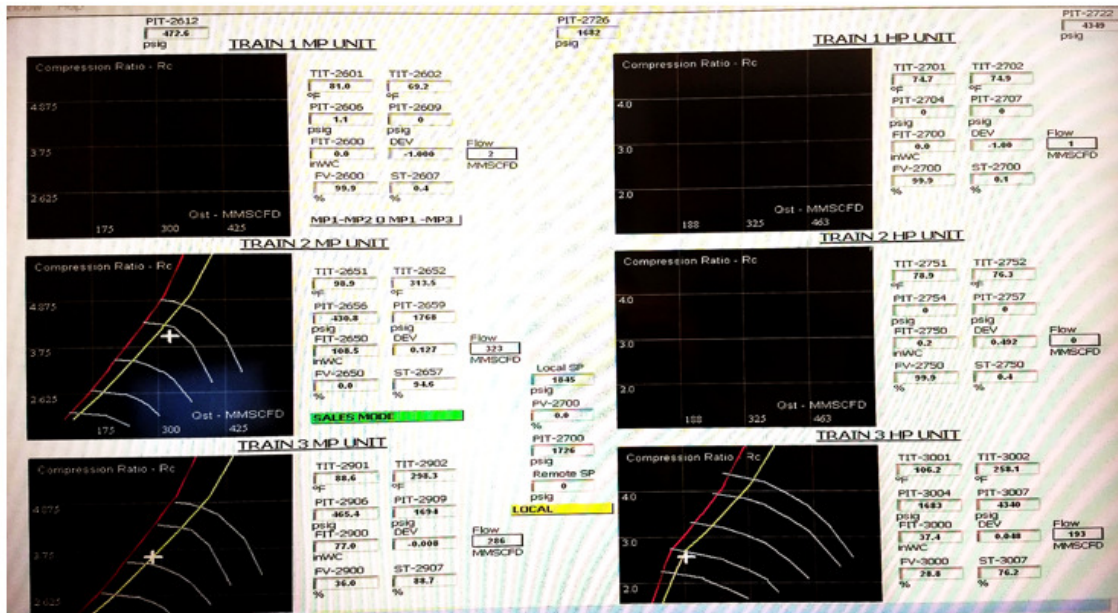 Window Help
PIT-2612
472.6
psig
PIT-2726
1682
psig
PIT-2722
4349
psig
TRAIN 1 MP UNIT
Compression Ratio - Rc
4.875
3.75
2.625
Qst - MMSCFD
175 300 425
TIT-2601 TIT-2602
81.0 69.2
°F
PIT-2606 PIT-2609
1.1 0
psig
FIT-2600 DEV
0.0 -1.000
inWC
FV-2600 ST-2607
99.9 0.4
%
Flow
2
MMSCFD
MP1-MP2 O MP1 -MP3
TRAIN 1 HP UNIT
Compression Ratio - Rc
4.0
3.0
2.0
Qst - MMSCFD
188 325 463
TIT-2701 TIT-2702
74.7 74.9
°F
PIT-2704 PIT-2707
0 0
psig
FIT-2700 DEV
0.0 -1.00
inWC
FV-2700 ST-2700
99.9 0.1
%
Flow
1
MMSCFD
TRAIN 2 MP UNIT
Compression Ratio - Rc
4.875
3.75
2.625
Qst - MMSCFD
175 300 425
TIT-2651 TIT-2652
98.9 313.5
°F
PIT-2656 PIT-2659
430.8 1768
psig
FIT-2650 DEV
108.5 0.127
inWC
FV-2650 ST-2657
0.0 94.6
%
Flow
323
MMSCFD
SALES MODE
Local SP
1845
psig
PV-2700
0.0
PIT-2700
1726
psig
Remote SP
0
psig
LOCAL
TRAIN 2 HP UNIT
Compression Ratio - Rc
4.0
3.0
2.0
Qst - MMSCFD
188 325 463
TIT-2751 TIT-2752
78.9 76.3
°F
PIT-2754 PIT-2757
0 0
psig
FIT-2750 DEV
0.2 0.492
inWC
FV-2750 ST-2750
99.9 0.4
%
Flow
0
MMSCFD
TRAIN 3 MP UNIT
Compression Ratio - Rc
4.875
3.75
2.625
TIT-2901 TIT-2902
88.6 298.3
°F
PIT-2906 PIT-2909
465.4 1694
psig
FIT-2900 DEV
77.0 -0.008
inWC
FV-2900 ST-2907
36.0 88.7
%
Flow
286
MMSCFD
TRAIN 3 HP UNIT
Compression Ratio - Rc
4.0
3.0
2.0
TIT-3001 TIT-3002
106.2 258.1
°F
PIT-3004 PIT-3007
1683 4340
psig
FIT-3000 DEV
37.4 0.048
inWC
FV-3000 ST-3007
28.8 76.2
%
Flow
193
MMSCFD